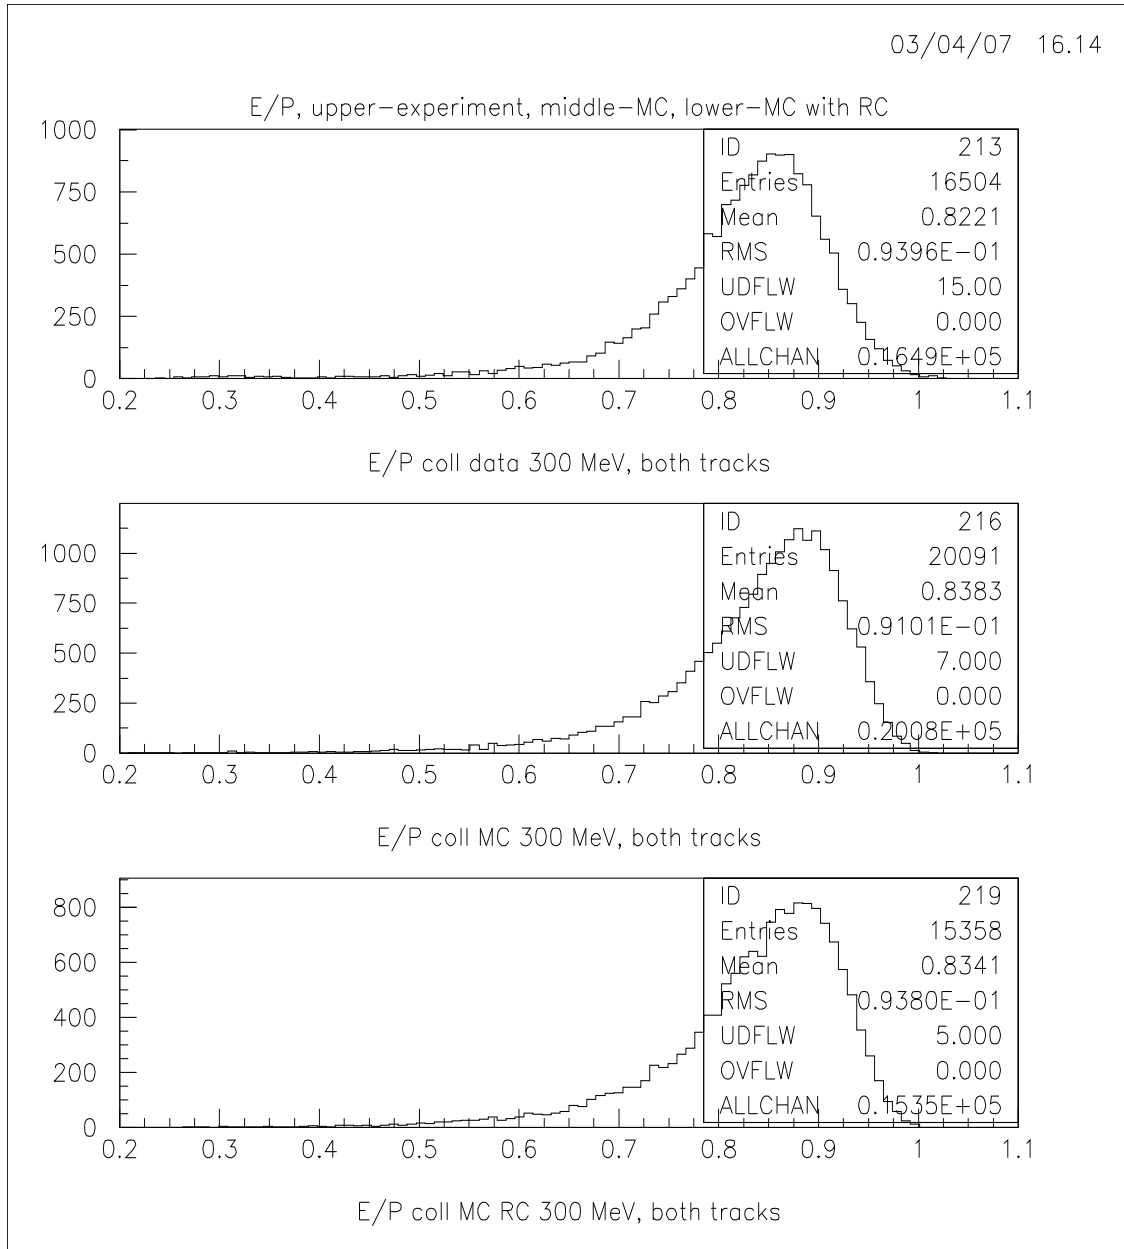 03/04/07 16.14
E/P, upper-experiment, middle-MC, lower-MC with RC
1000
750
500
250
0
ID 213
Entries 16504
Mean 0.8221
RMS 0.9396E-01
UDFLW 15.00
OVFLW 0.000
ALLCHAN 0.1649E+05
0.2 0.3 0.4 0.5 0.6 0.7 0.8 0.9 1 1.1
E/P coll data 300 MeV, both tracks
1000
750
500
250
0
ID 216
Entries 20091
Mean 0.8383
RMS 0.9101E-01
UDFLW 7.000
OVFLW 0.000
ALLCHAN 0.2008E+05
0.2 0.3 0.4 0.5 0.6 0.7 0.8 0.9 1 1.1
E/P coll MC 300 MeV, both tracks
800
600
400
200
0
ID 219
Entries 15358
Mean 0.8341
RMS 0.9380E-01
UDFLW 5.000
OVFLW 0.000
ALLCHAN 0.1535E+05
0.2 0.3 0.4 0.5 0.6 0.7 0.8 0.9 1 1.1
E/P coll MC RC 300 MeV, both tracks